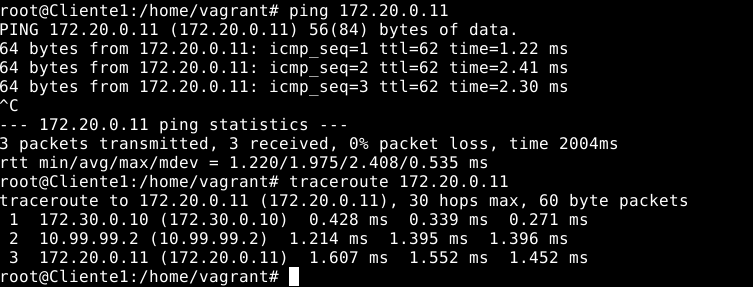 root@Cliente1:/home/vagrant# ping 172.20.0.11
PING 172.20.0.11 (172.20.0.11) 56(84) bytes of data.
64 bytes from 172.20.0.11: icmp_seq=1 ttl=62 time=1.22 ms
64 bytes from 172.20.0.11: icmp_seq=2 ttl=62 time=2.41 ms
64 bytes from 172.20.0.11: icmp_seq=3 ttl=62 time=2.30 ms
^C
--- 172.20.0.11 ping statistics ---
3 packets transmitted, 3 received, 0% packet loss, time 2004ms
rtt min/avg/max/mdev = 1.220/1.975/2.408/0.535 ms
root@Cliente1:/home/vagrant# traceroute 172.20.0.11
traceroute to 172.20.0.11 (172.20.0.11), 30 hops max, 60 byte packets
 1  172.30.0.10 (172.30.0.10)  0.428 ms  0.339 ms  0.271 ms
 2  10.99.99.2 (10.99.99.2)  1.214 ms  1.395 ms  1.396 ms
 3  172.20.0.11 (172.20.0.11)  1.607 ms  1.552 ms  1.452 ms
root@Cliente1:/home/vagrant#